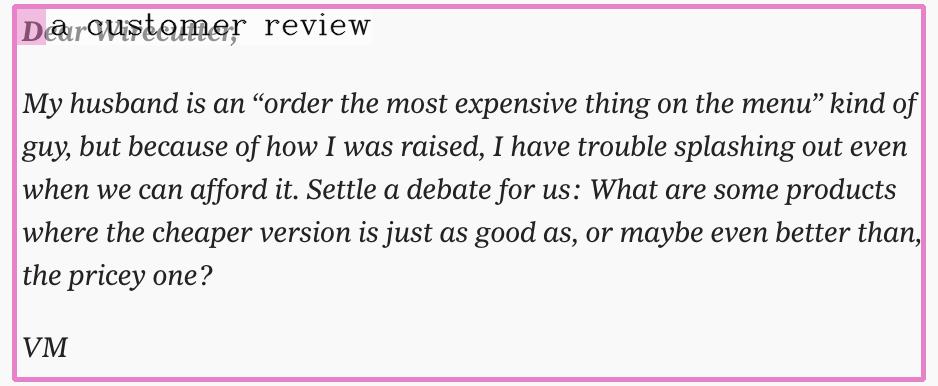 a customer review
Dear Wirecutter,
My husband is an “order the most expensive thing on the menu” kind of
guy, but because of how I was raised, I have trouble splashing out even
when we can afford it. Settle a debate for us: What are some products
where the cheaper version is just as good as, or maybe even better than,
the pricey one?
VM